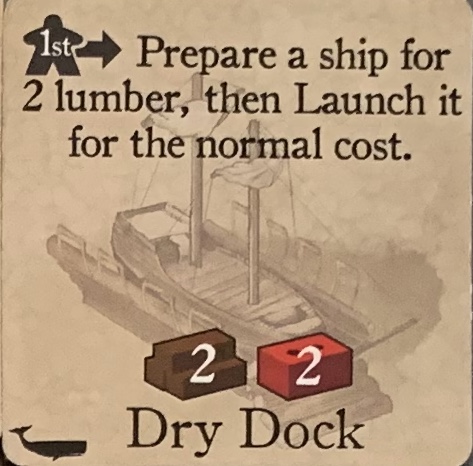 1st Prepare a ship for
2 lumber, then Launch it
for the normal cost.
2 2
Dry Dock